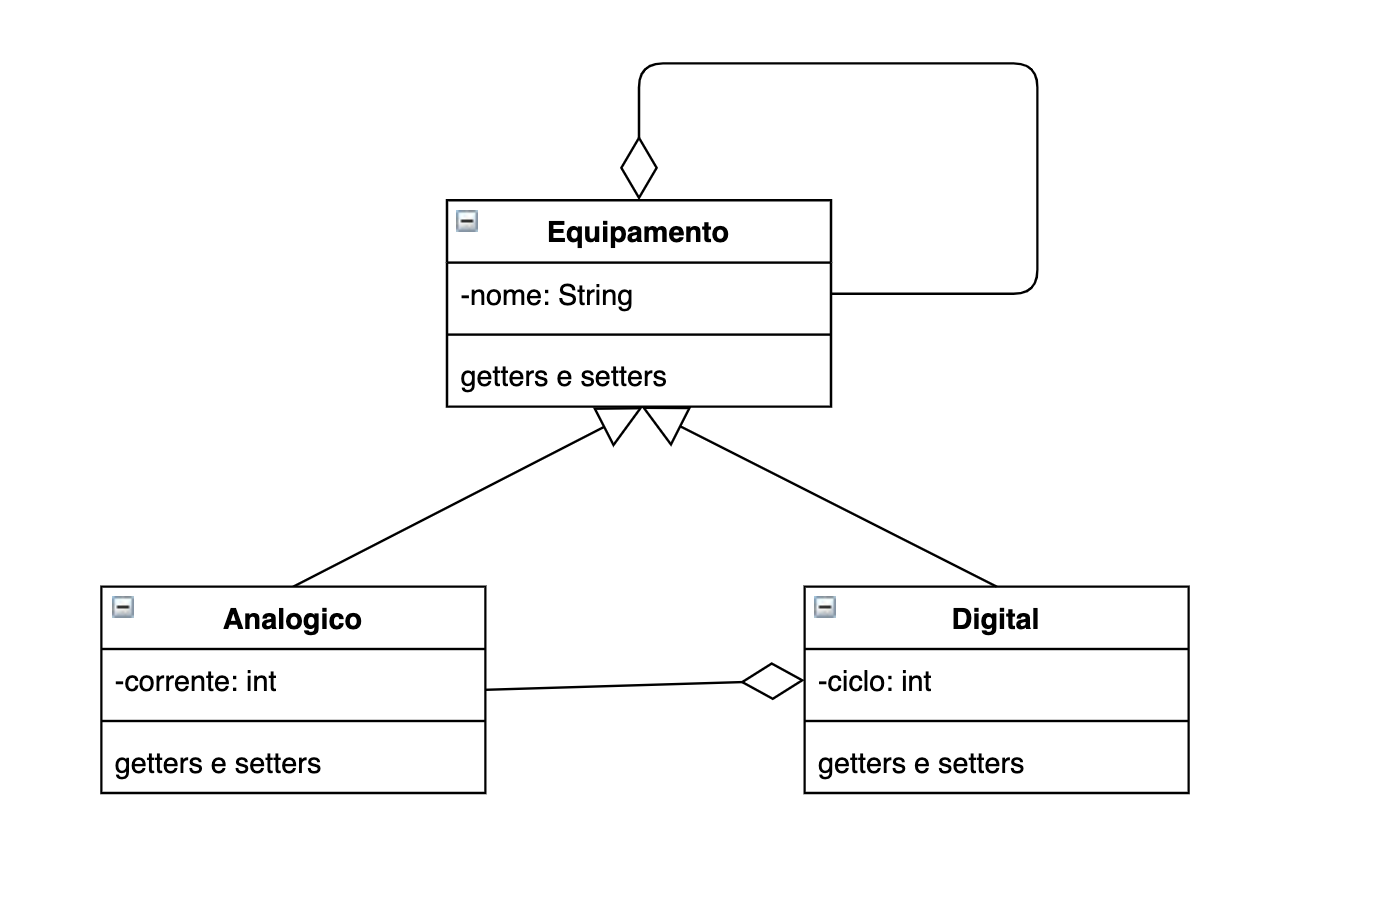 Equipamento
-nome: String
getters e setters
Analogico
-corrente: int
getters e setters
Digital
-ciclo: int
getters e setters